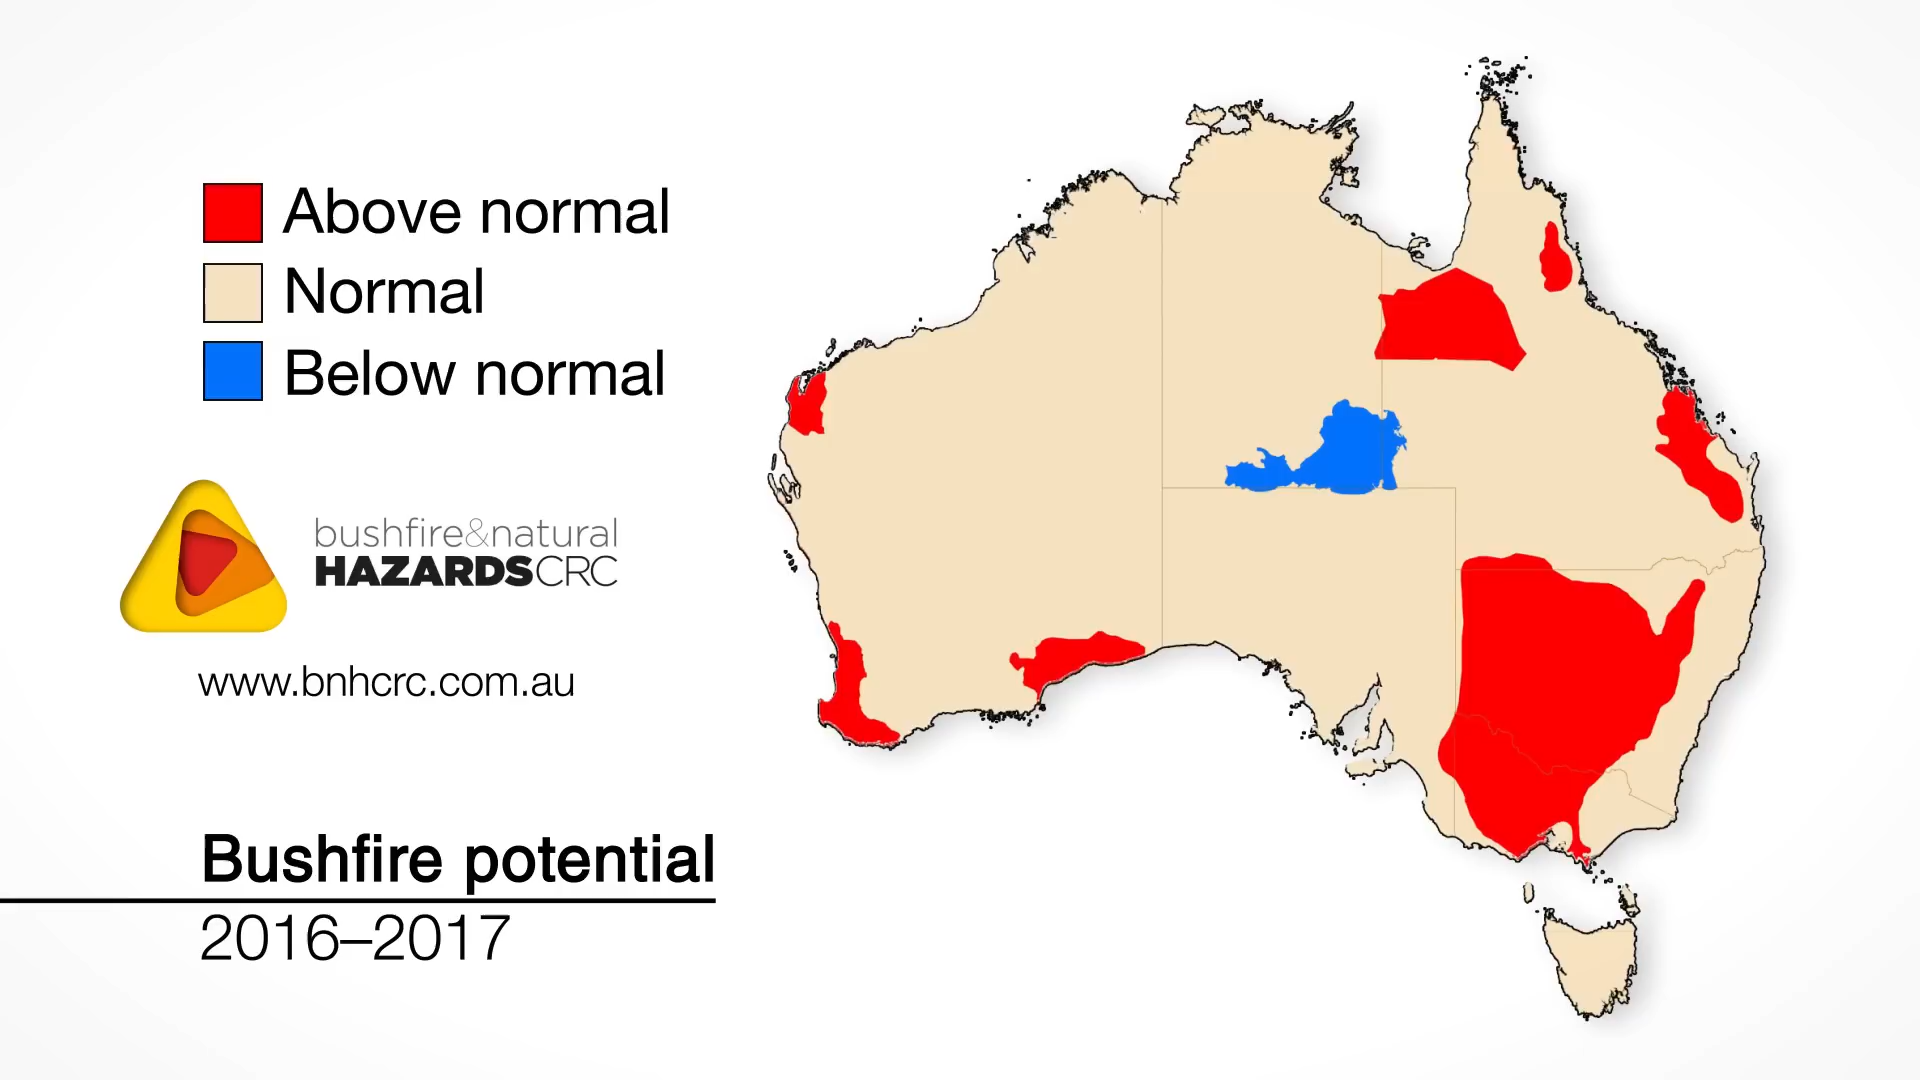 Above normal
Normal
Below normal
bushfire&natural
HAZARDSCRC
www.bnhcrc.com.au
Bushfire potential
2016–2017